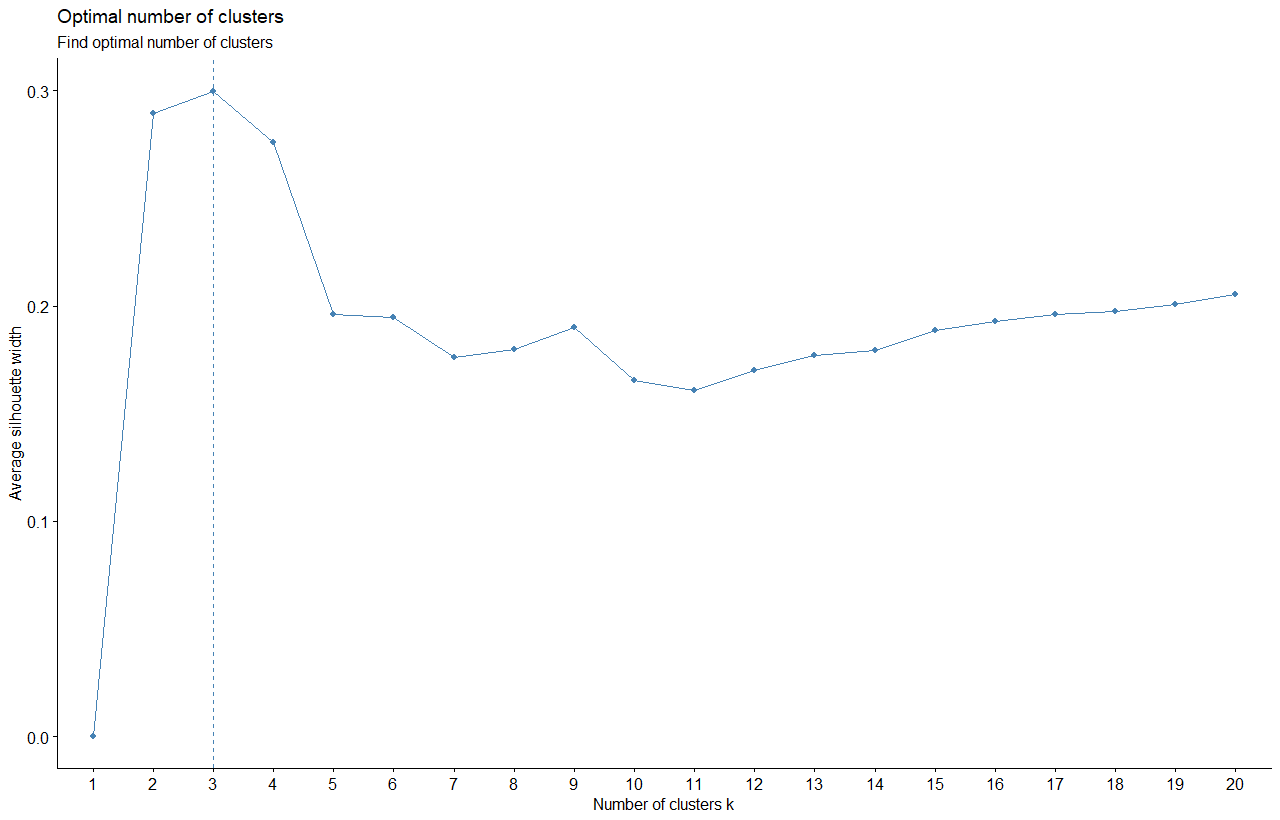 Optimal number of clusters
Find optimal number of clusters
0.3
0.2
0.1
0.0
Average silhouette width
1 2 3 4 5 6 7 8 9 10 11 12 13 14 15 16 17 18 19 20
Number of clusters k